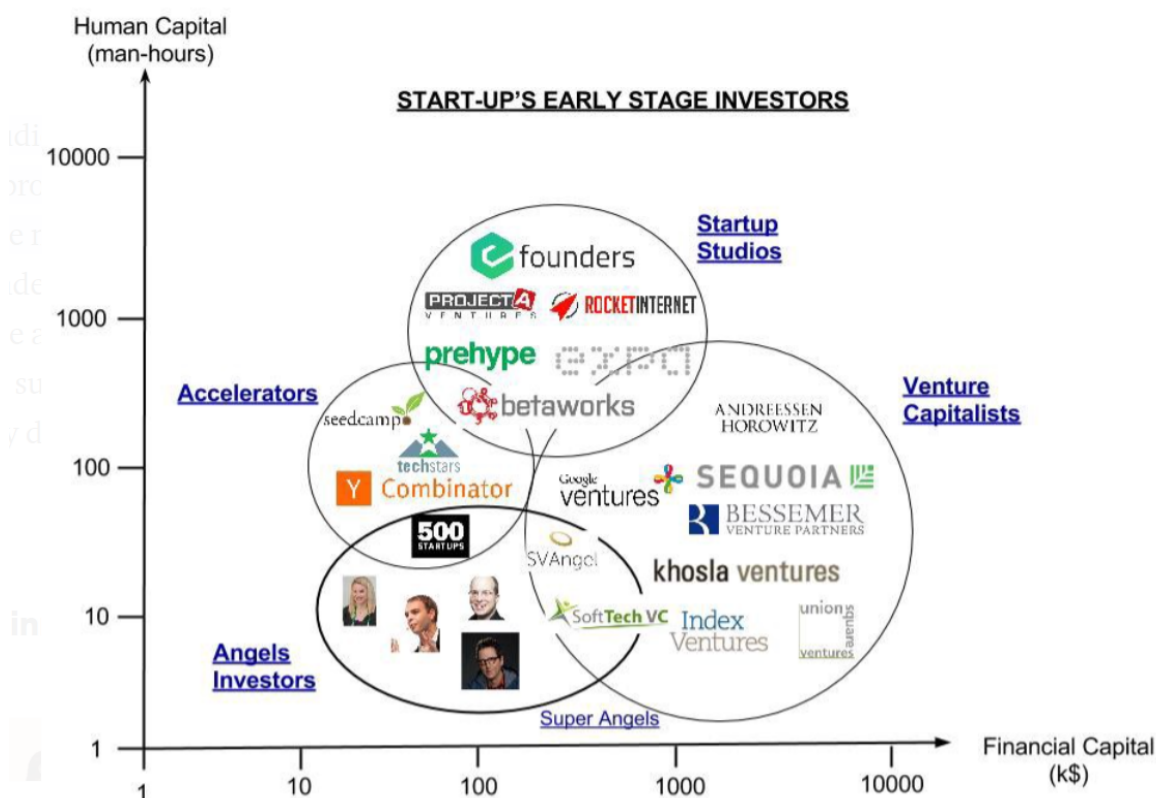 Human Capital
(man-hours)
START-UP'S EARLY STAGE INVESTORS
10000
1000
100
10
1
1
10
100
1000
10000
Financial Capital
(k$)
Startup
Studios
founders
PROJECT A
VENTURES
ROCKETINTERNET
prehype
expa
betaworks
Accelerators
seedcamp
techstars
Y Combinator
500
STARTUPS
Venture
Capitalists
ANDREESSEN
HOROWITZ
Google
ventures
SEQUOIA
BESSEMER
VENTURE PARTNERS
SVAngel
khosla ventures
SoftTech VC
Index
Ventures
union
square
ventures
Angels
Investors
Super Angels
in